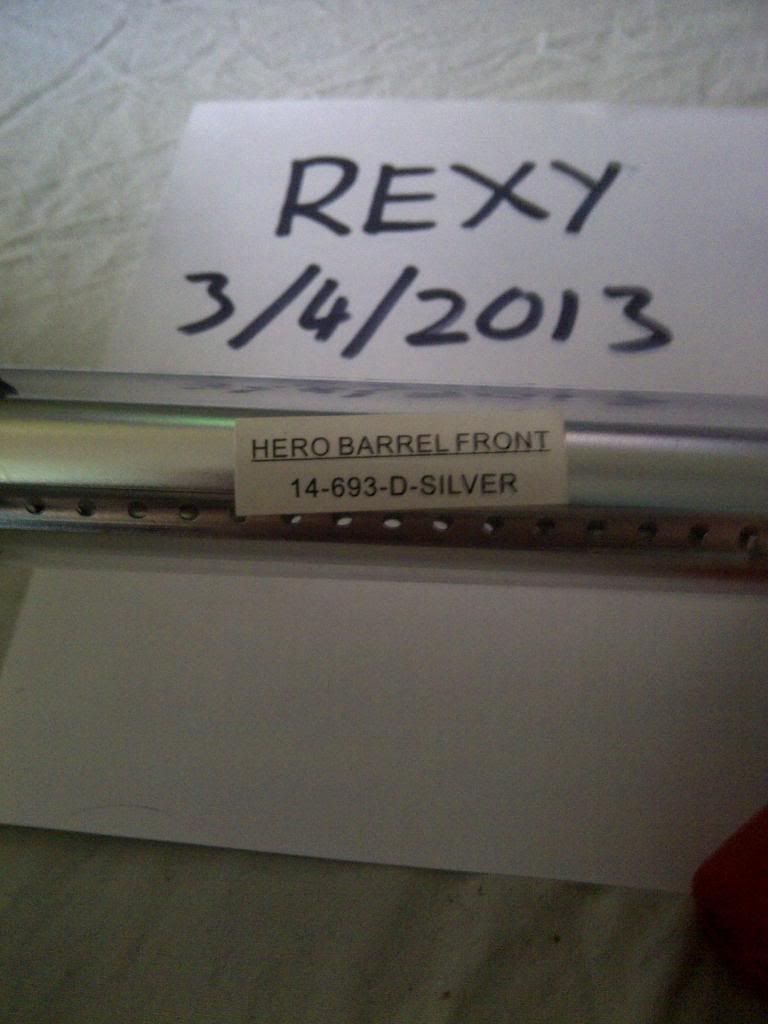 REXY
3/4/2013
HERO BARREL FRONT
14-693-D-SILVER